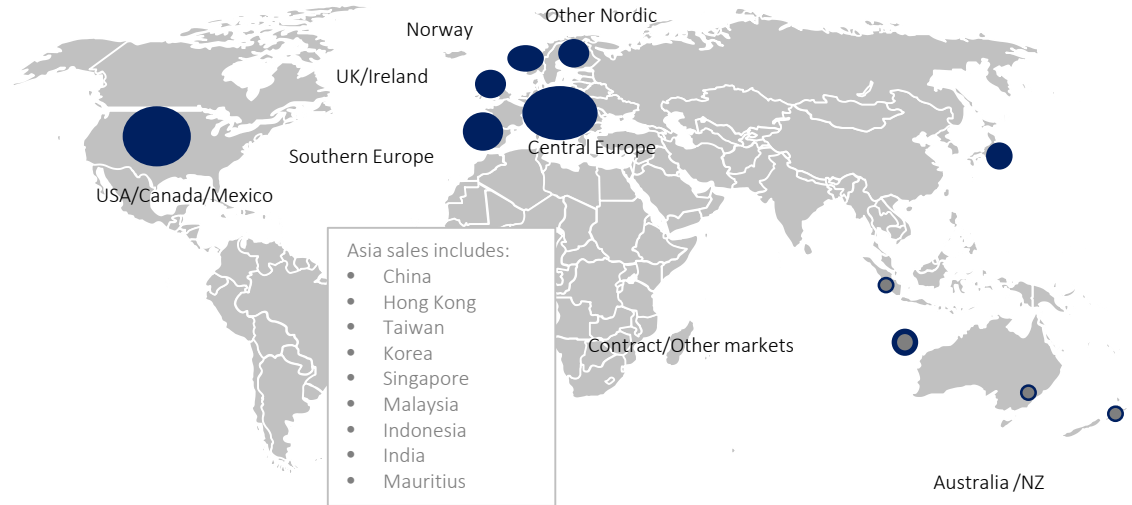 Other Nordic
Norway
UK/Ireland
Central Europe
Southern Europe
USA/Canada/Mexico
Asia sales includes:
• China
• Hong Kong
• Taiwan
• Korea
• Singapore
• Malaysia
• Indonesia
• India
• Mauritius
Contract/Other markets
Australia /NZ